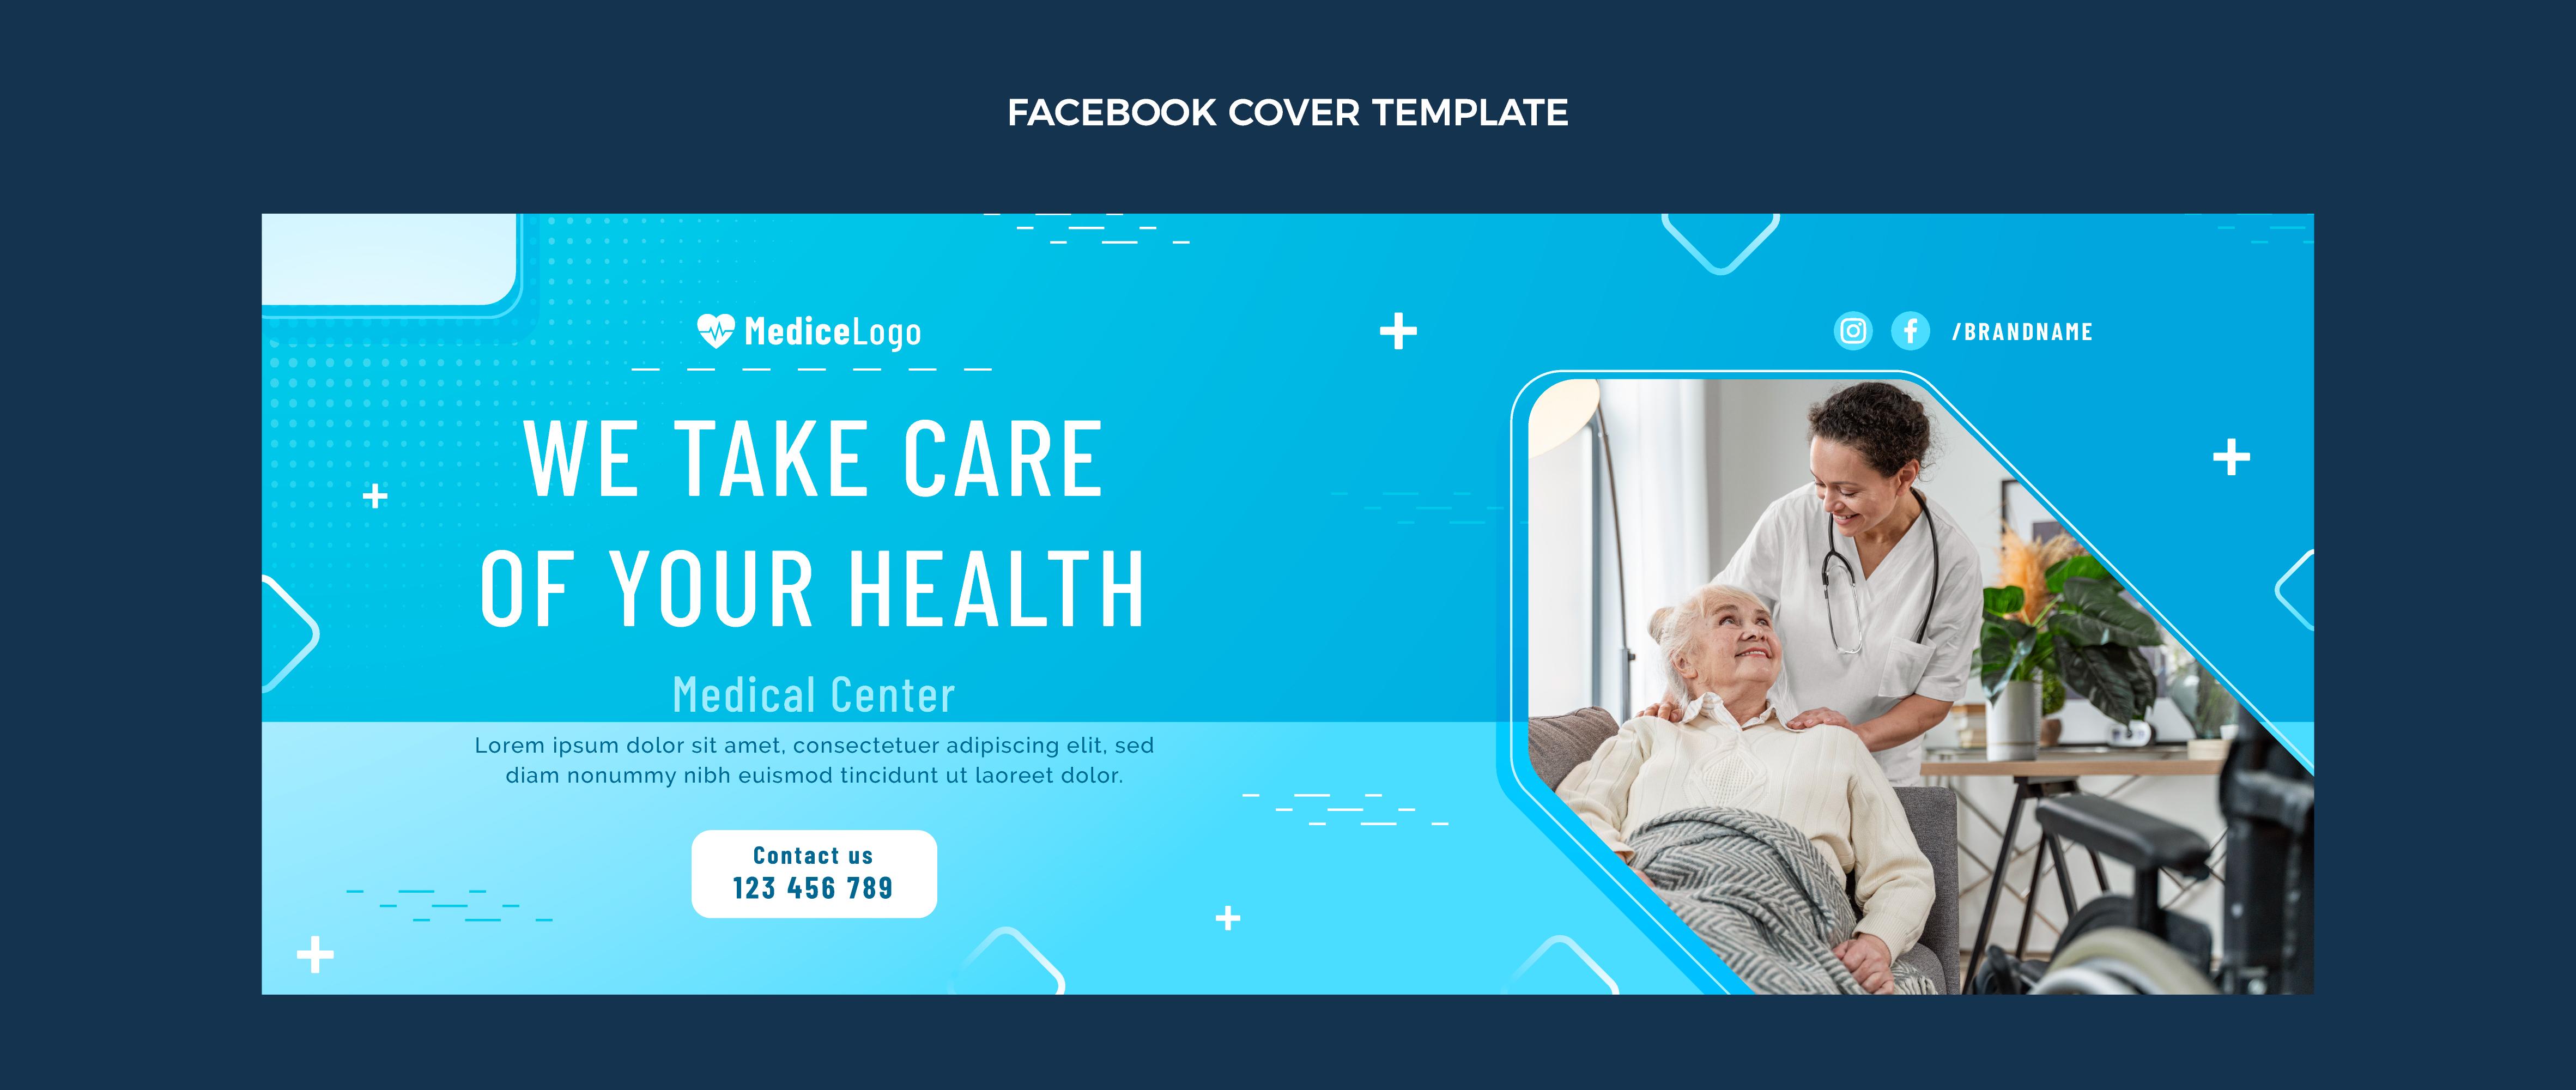 FACEBOOK COVER TEMPLATE
MediceLogo
/BRANDNAME
WE TAKE CARE
OF YOUR HEALTH
Medical Center
Lorem ipsum dolor sit amet, consectetuer adipiscing elit, sed
diam nonummy nibh euismod tincidunt ut laoreet dolor.
Contact us
123 456 789